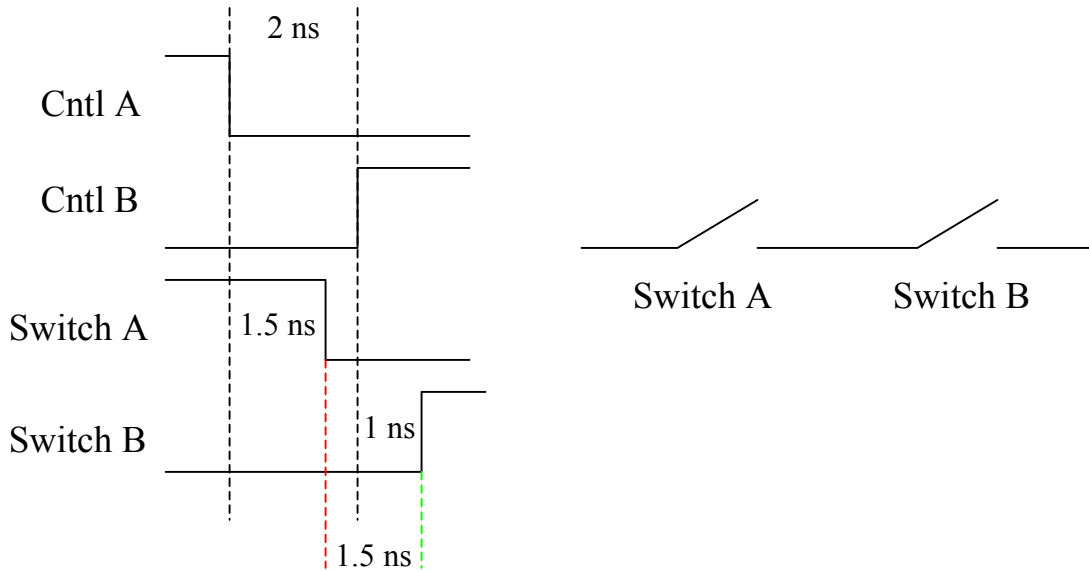 2 ns
Cntl A
Cntl B
Switch A
1.5 ns
Switch B
1 ns
1.5 ns
Switch A
Switch B